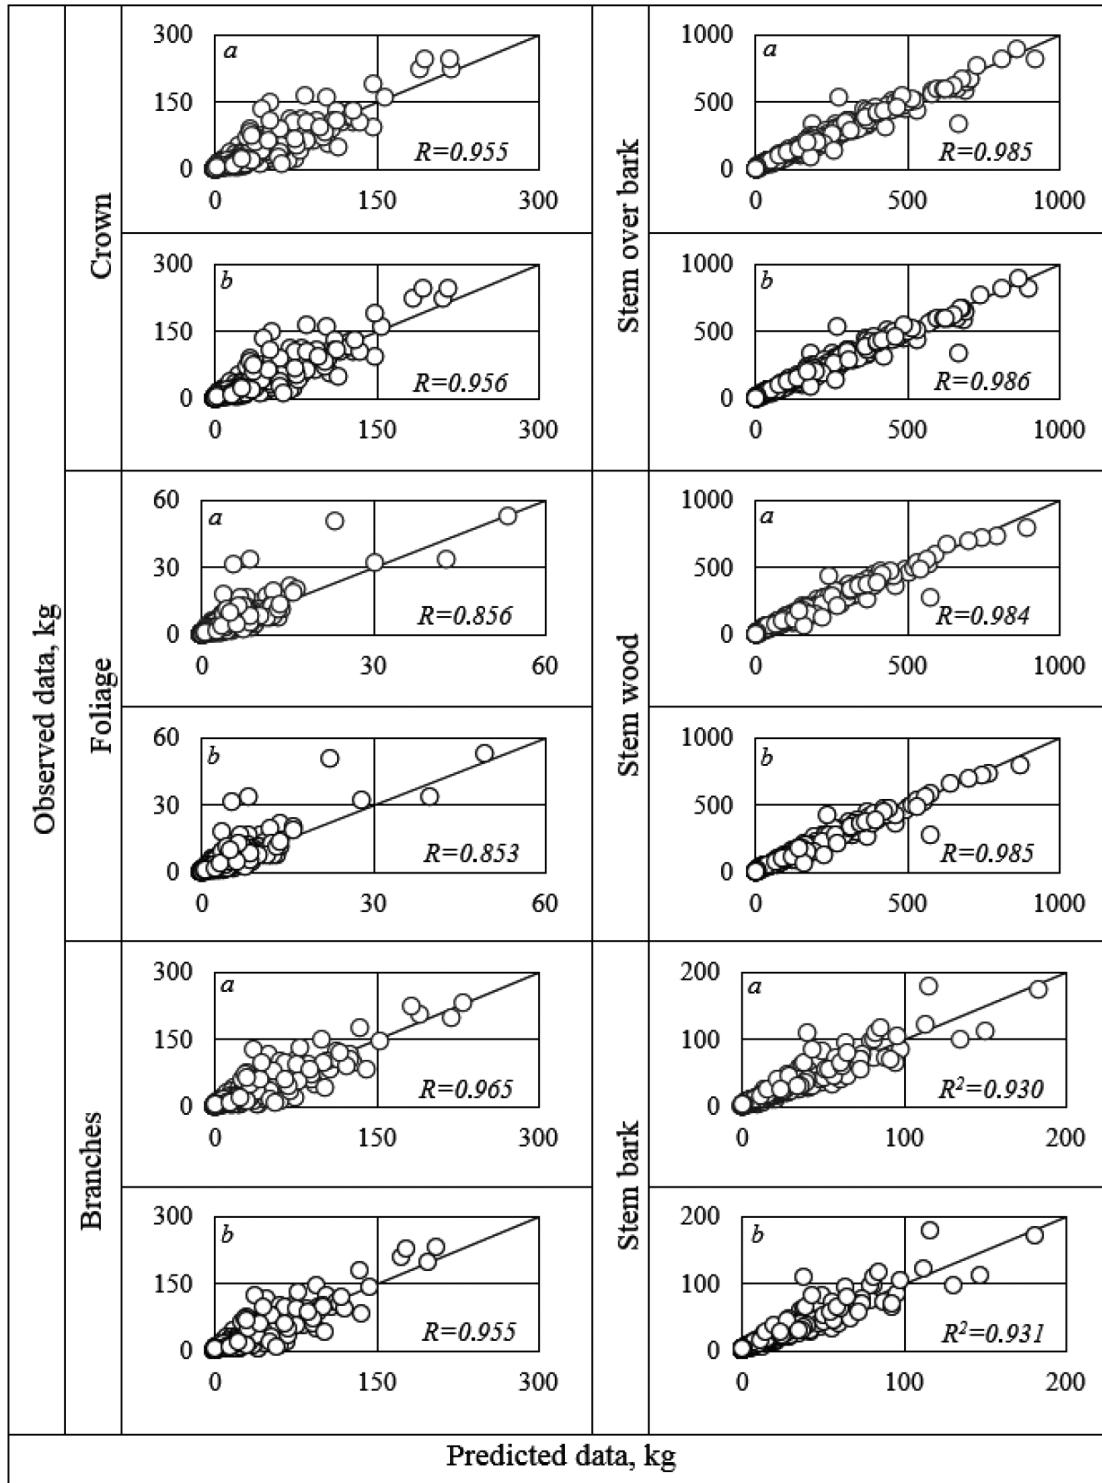 Observed data, kg
Crown
300
150
0
a
R=0.955
0 150 300
300
150
0
b
R=0.956
0 150 300
Stem over bark
1000
500
0
a
R=0.985
0 500 1000
1000
500
0
b
R=0.986
0 500 1000
Foliage
60
30
0
a
R=0.856
0 30 60
60
30
0
b
R=0.853
0 30 60
Stem wood
1000
500
0
a
R=0.984
0 500 1000
1000
500
0
b
R=0.985
0 500 1000
Branches
300
150
0
a
R=0.965
0 150 300
300
150
0
b
R=0.955
0 150 300
Stem bark
200
100
0
a
R²=0.930
0 100 200
200
100
0
b
R²=0.931
0 100 200
Predicted data, kg